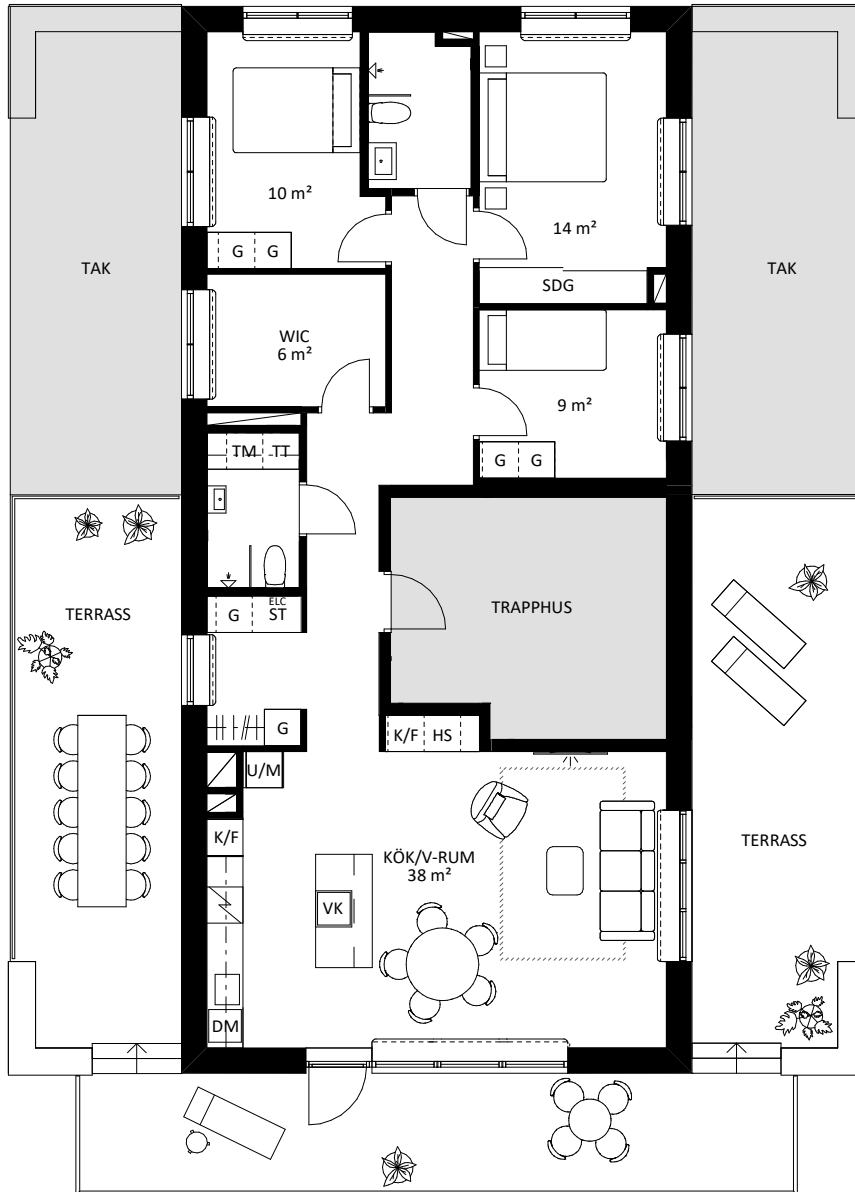 10 m²
14 m²
TAK
TAK
G G
SDG
WIC
6 m²
9 m²
TM TT
G G
TERRASS
G
ELC
ST
TRAPPHUS
G
K/F HS
U/M
K/F
KÖK/V-RUM
38 m²
TERRASS
VK
DM